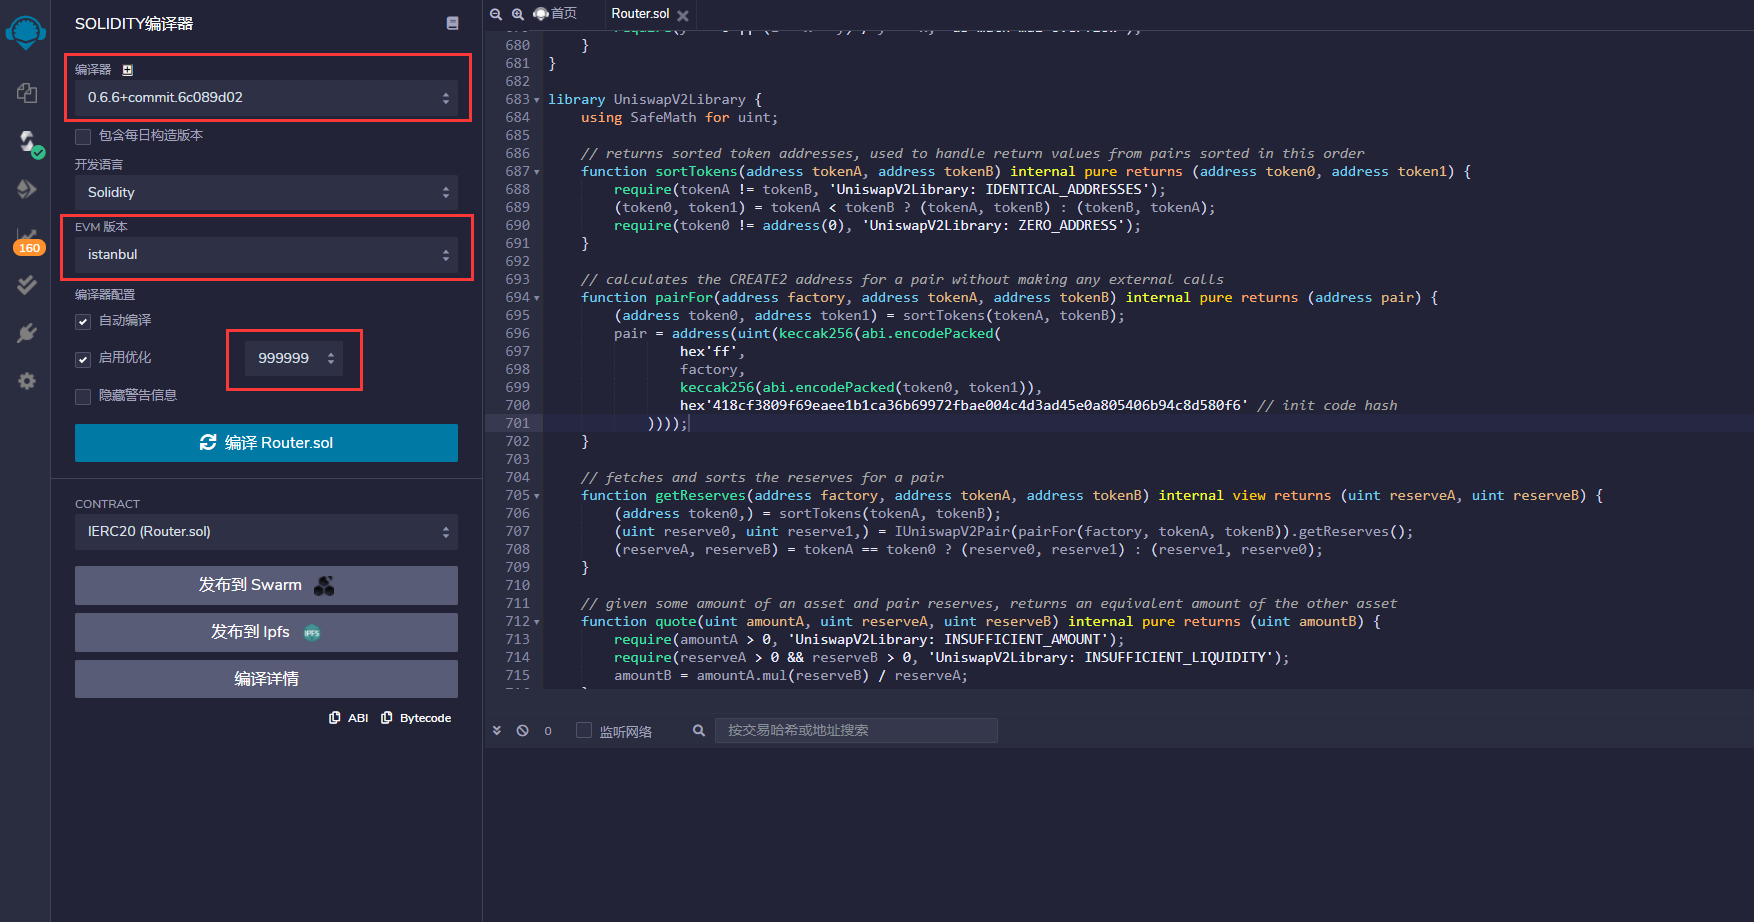 SOLIDITY编译器
编译器
0.6.6+commit.6c089d02
包含每日构造版本
开发语言
Solidity
EVM 版本
istanbul
160
编译器配置
自动编译
启用优化
999999
隐藏警告信息
编译 Router.sol
CONTRACT
IERC20 (Router.sol)
发布到 Swarm
发布到 Ipfs
IPFS
编译详情
ABI Bytecode
首页 Router.sol
680 }
681 }
682
683 library UniswapV2Library {
684 using SafeMath for uint;
685
686 // returns sorted token addresses, used to handle return values from pairs sorted in this order
687 function sortTokens(address tokenA, address tokenB) internal pure returns (address token0, address token1) {
688 require(tokenA != tokenB, 'UniswapV2Library: IDENTICAL_ADDRESSES');
689 (token0, token1) = tokenA < tokenB ? (tokenA, tokenB) : (tokenB, tokenA);
690 require(token0 != address(0), 'UniswapV2Library: ZERO_ADDRESS');
691 }
692
693 // calculates the CREATE2 address for a pair without making any external calls
694 function pairFor(address factory, address tokenA, address tokenB) internal pure returns (address pair) {
695 (address token0, address token1) = sortTokens(tokenA, tokenB);
696 pair = address(uint(keccak256(abi.encodePacked(
697 hex'ff',
698 factory,
699 keccak256(abi.encodePacked(token0, token1)),
700 hex'418cf3809f69eaee1b1ca36b69972fbae004c4d3ad45e0a805406b94c8d580f6' // init code hash
701 ))));
702 }
703
704 // fetches and sorts the reserves for a pair
705 function getReserves(address factory, address tokenA, address tokenB) internal view returns (uint reserveA, uint reserveB) {
706 (address token0,) = sortTokens(tokenA, tokenB);
707 (uint reserve0, uint reserve1,) = IUniswapV2Pair(pairFor(factory, tokenA, tokenB)).getReserves();
708 (reserveA, reserveB) = tokenA == token0 ? (reserve0, reserve1) : (reserve1, reserve0);
709 }
710
711 // given some amount of an asset and pair reserves, returns an equivalent amount of the other asset
712 function quote(uint amountA, uint reserveA, uint reserveB) internal pure returns (uint amountB) {
713 require(amountA > 0, 'UniswapV2Library: INSUFFICIENT_AMOUNT');
714 require(reserveA > 0 && reserveB > 0, 'UniswapV2Library: INSUFFICIENT_LIQUIDITY');
715 amountB = amountA.mul(reserveB) / reserveA;
0 监听网络 按交易哈希或地址搜索